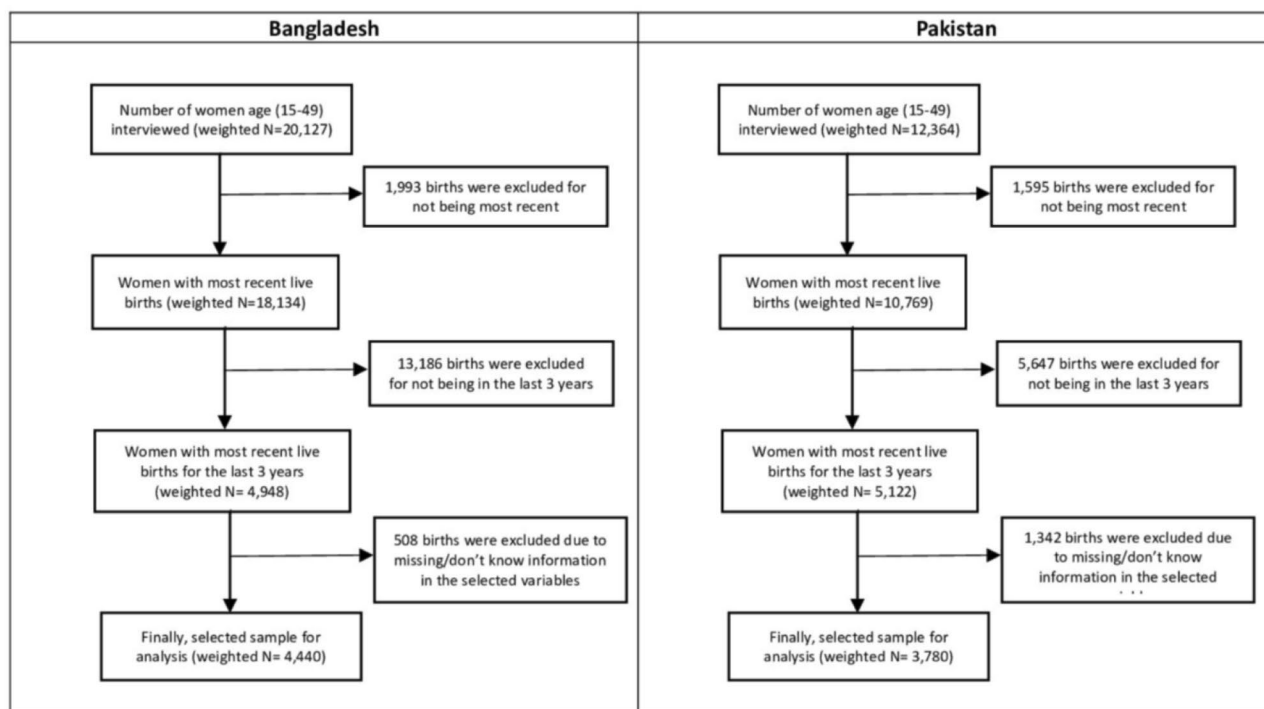 Bangladesh
Number of women age (15-49)
interviewed (weighted N=20,127)
1,993 births were excluded for
not being most recent
Women with most recent live
births (weighted N=18,134)
13,186 births were excluded
for not being in the last 3 years
Women with most recent live
births for the last 3 years
(weighted N= 4,948)
508 births were excluded due to
missing/don’t know information
in the selected variables
Finally, selected sample for
analysis (weighted N= 4,440)
Pakistan
Number of women age (15-49)
interviewed (weighted N=12,364)
1,595 births were excluded for
not being most recent
Women with most recent live
births (weighted N=10,769)
5,647 births were excluded for
not being in the last 3 years
Women with most recent live
births for the last 3 years
(weighted N= 5,122)
1,342 births were excluded due
to missing/don’t know
information in the selected
Finally, selected sample for
analysis (weighted N= 3,780)